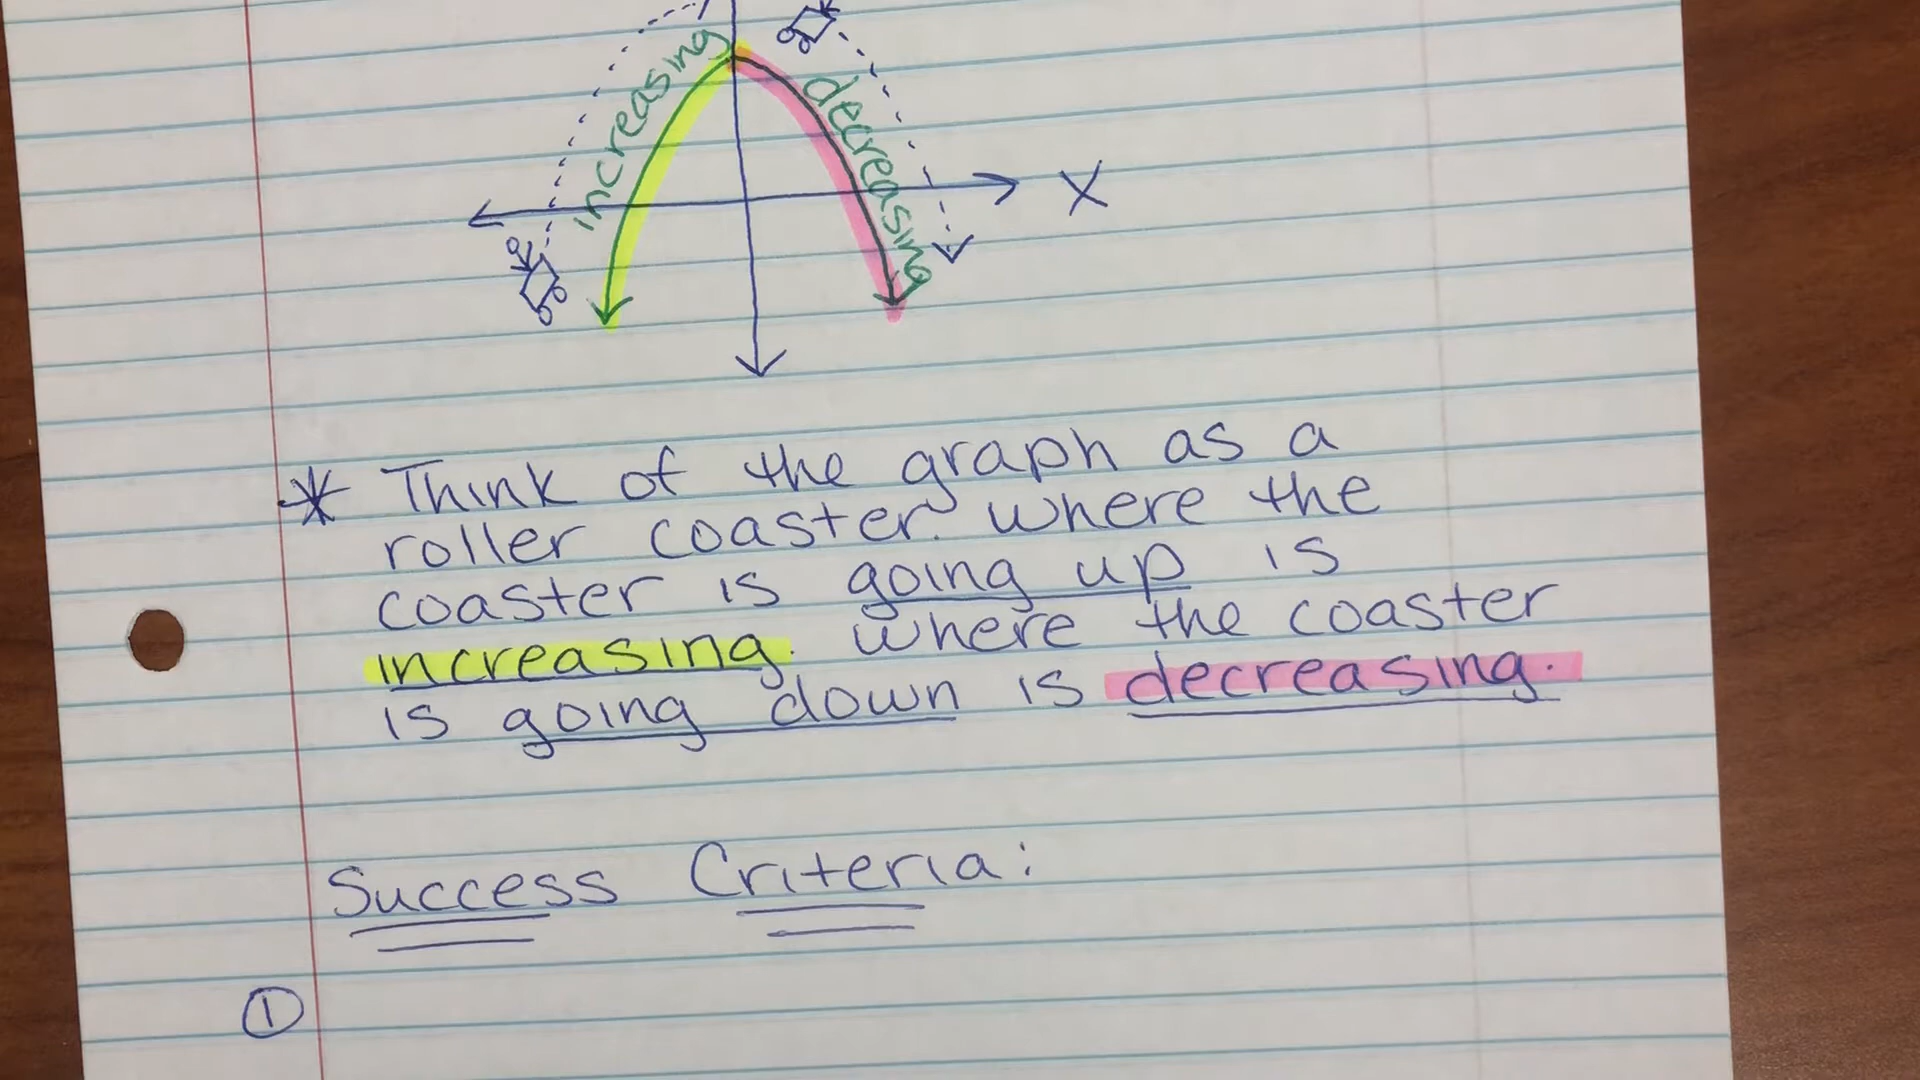 increasing
decreasing
X
* Think of the graph as a
roller coaster. where the
coaster is going up is
increasing. where the coaster
is going down is decreasing.
Success Criteria:
①